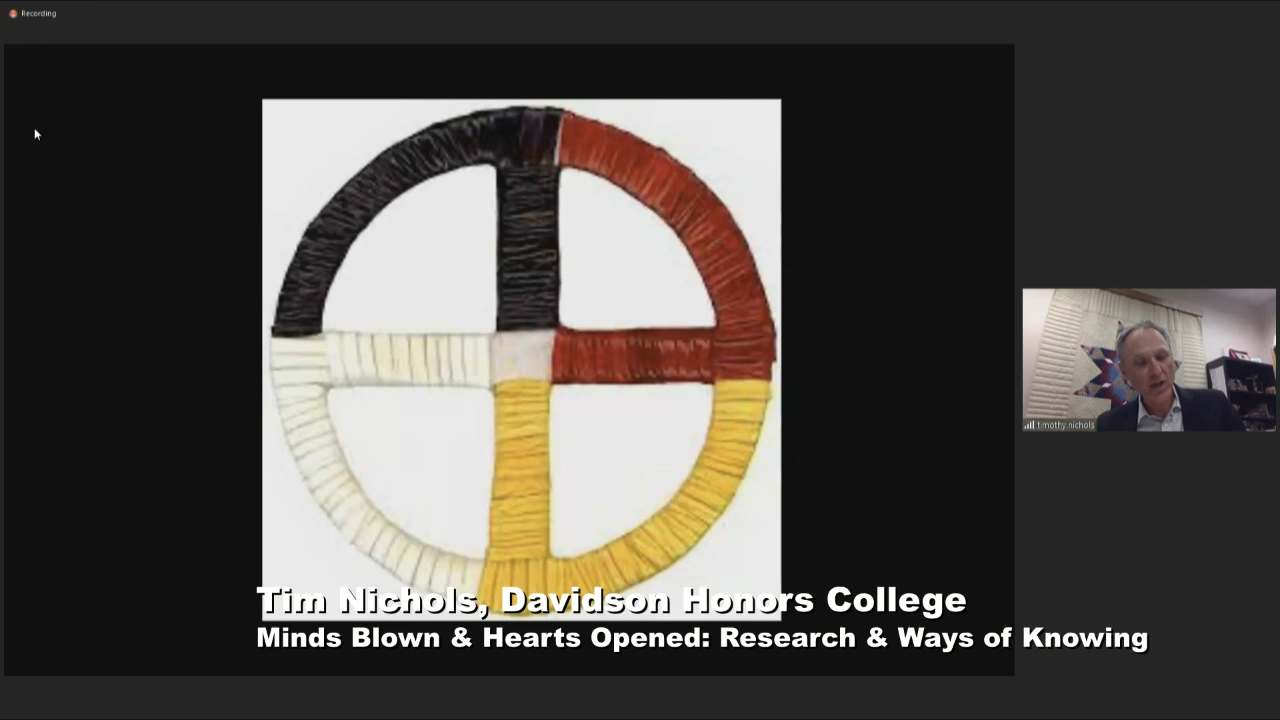 Recording
timothy.nichols
Tim Nichols, Davidson Honors College
Minds Blown & Hearts Opened: Research & Ways of Knowing